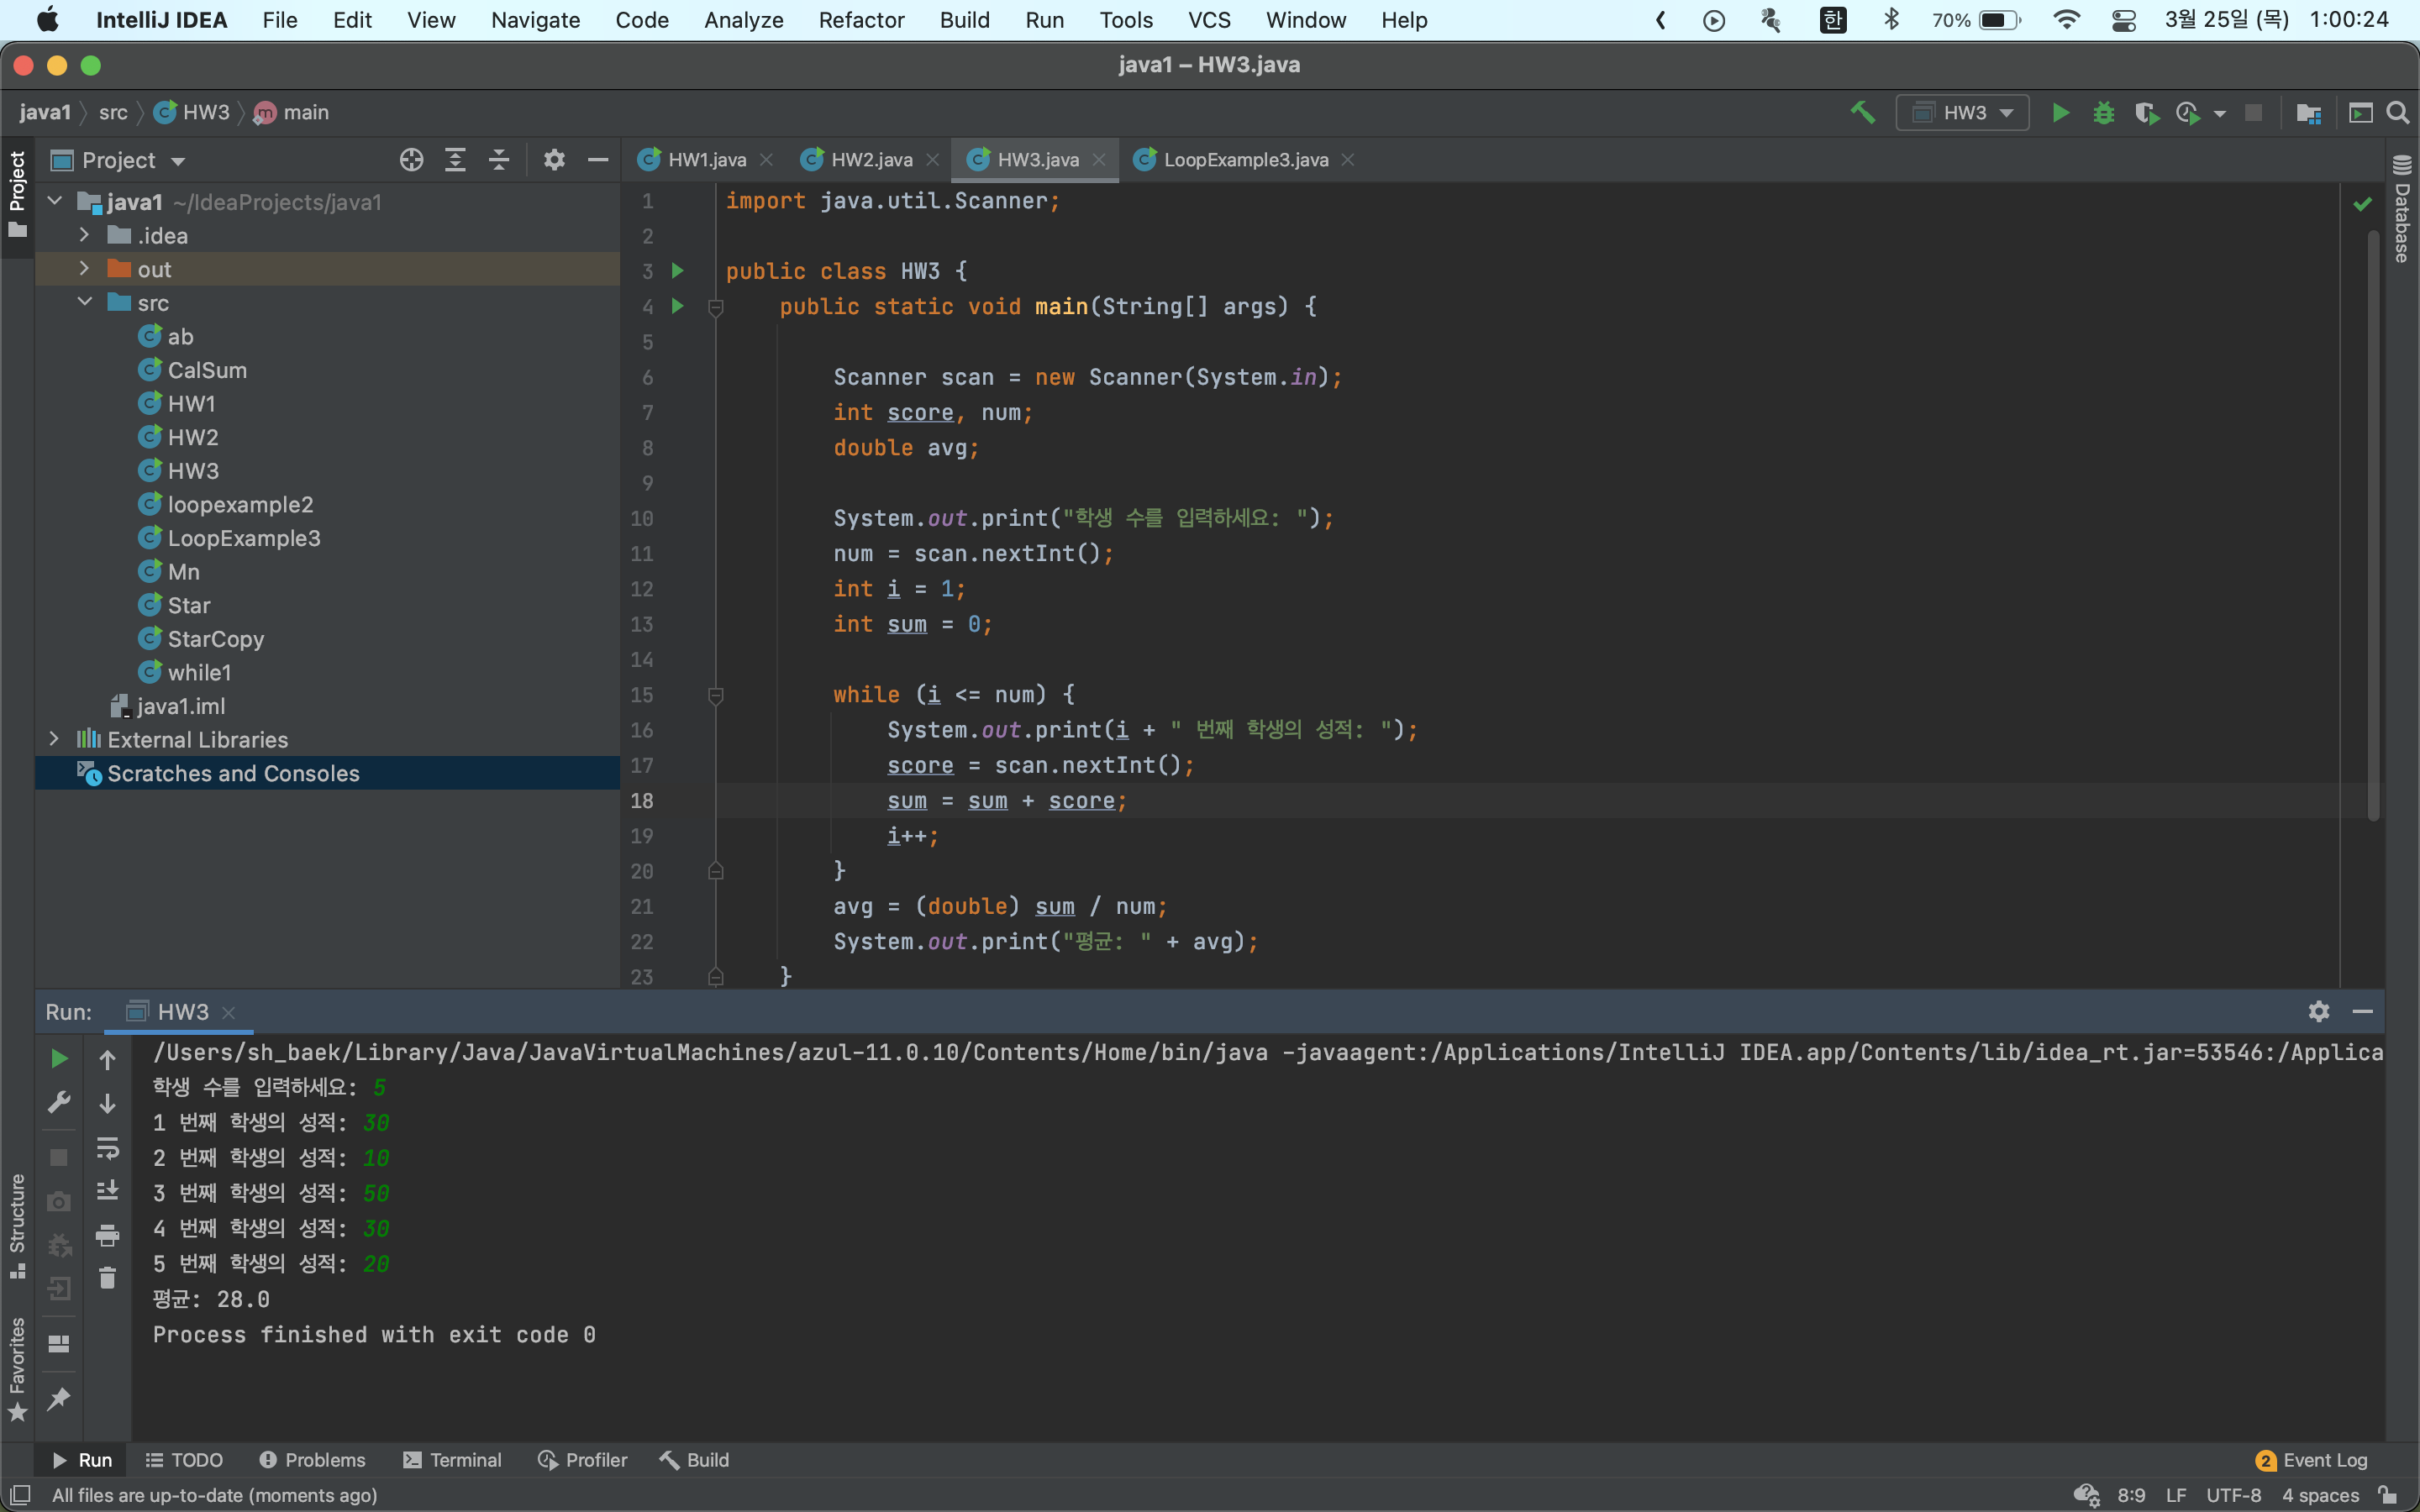 IntelliJ IDEA File Edit View Navigate Code Analyze Refactor Build Run Tools VCS Window Help 한 70% 3월 25일 (목) 1:00:24
java1 – HW3.java
java1 src HW3 main HW3
Project
HW1.java HW2.java HW3.java LoopExample3.java
Project
Database
java1 ~/IdeaProjects/java1
.idea
out
src
ab
CalSum
HW1
HW2
HW3
loopexample2
LoopExample3
Mn
Star
StarCopy
while1
java1.iml
External Libraries
Scratches and Consoles
1 import java.util.Scanner;
2
3 public class HW3 {
4 public static void main(String[] args) {
5
6 Scanner scan = new Scanner(System.in);
7 int score, num;
8 double avg;
9
10 System.out.print("학생 수를 입력하세요: ");
11 num = scan.nextInt();
12 int i = 1;
13 int sum = 0;
14
15 while (i <= num) {
16 System.out.print(i + " 번째 학생의 성적: ");
17 score = scan.nextInt();
18 sum = sum + score;
19 i++;
20 }
21 avg = (double) sum / num;
22 System.out.print("평균: " + avg);
23 }
Run: HW3
/Users/sh_baek/Library/Java/JavaVirtualMachines/azul-11.0.10/Contents/Home/bin/java -javaagent:/Applications/IntelliJ IDEA.app/Contents/lib/idea_rt.jar=53546:/Applica
학생 수를 입력하세요: 5
1 번째 학생의 성적: 30
2 번째 학생의 성적: 10
3 번째 학생의 성적: 50
4 번째 학생의 성적: 30
5 번째 학생의 성적: 20
평균: 28.0
Process finished with exit code 0
Structure
Favorites
Run TODO Problems Terminal Profiler Build 2 Event Log
All files are up-to-date (moments ago) 8:9 LF UTF-8 4 spaces